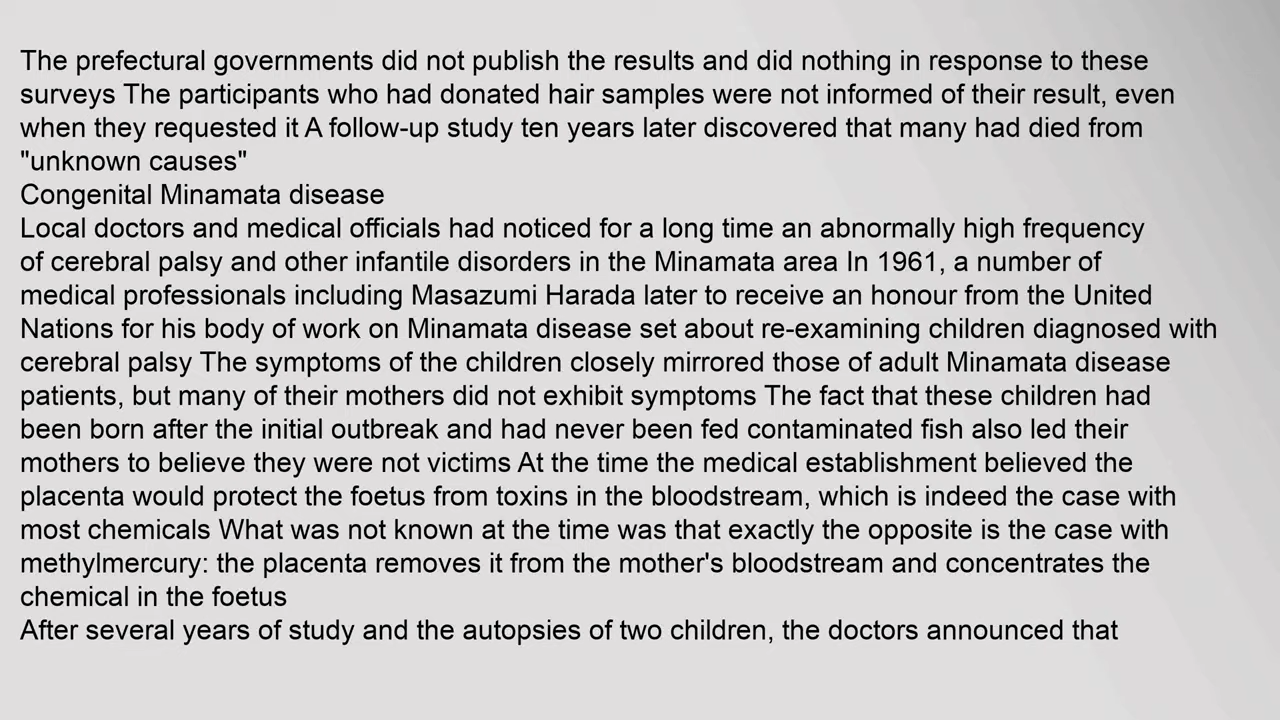 The prefectural governments did not publish the results and did nothing in response to these
surveys The participants who had donated hair samples were not informed of their result, even
when they requested it A follow-up study ten years later discovered that many had died from
"unknown causes"
Congenital Minamata disease
Local doctors and medical officials had noticed for a long time an abnormally high frequency
of cerebral palsy and other infantile disorders in the Minamata area In 1961, a number of
medical professionals including Masazumi Harada later to receive an honour from the United
Nations for his body of work on Minamata disease set about re-examining children diagnosed with
cerebral palsy The symptoms of the children closely mirrored those of adult Minamata disease
patients, but many of their mothers did not exhibit symptoms The fact that these children had
been born after the initial outbreak and had never been fed contaminated fish also led their
mothers to believe they were not victims At the time the medical establishment believed the
placenta would protect the foetus from toxins in the bloodstream, which is indeed the case with
most chemicals What was not known at the time was that exactly the opposite is the case with
methylmercury: the placenta removes it from the mother's bloodstream and concentrates the
chemical in the foetus
After several years of study and the autopsies of two children, the doctors announced that